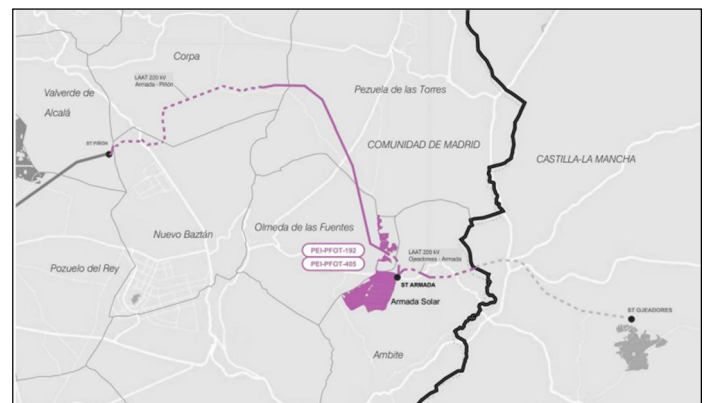 Corpa
LAAT 220 kV
Armada - Piñón
Valverde de
Alcalá
Pezuela de las Torres
ST PIÑÓN
COMUNIDAD DE MADRID
CASTILLA-LA MANCHA
Nuevo Baztán
Olmeda de las Fuentes
PEI-PFOT-192
PEI-PFOT-485
LAAT 220 kV
Ojeadores - Armada
Pozuelo del Rey
ST ARMADA
Armada Solar
ST OJEADORES
Ambite